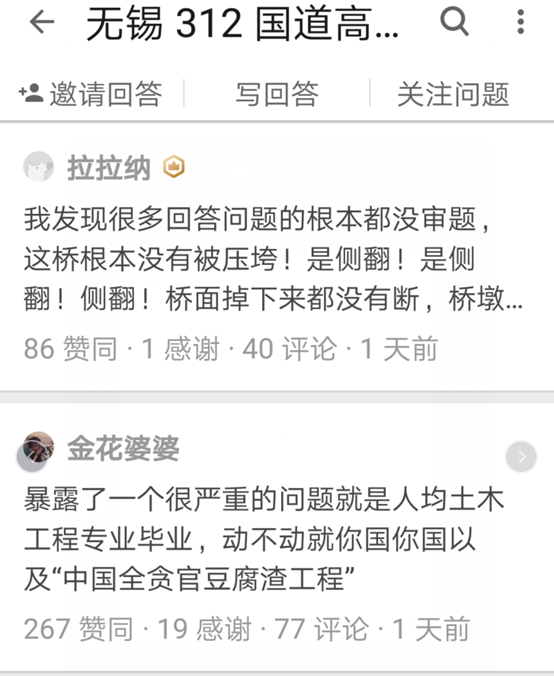 无锡 312 国道高...
邀请回答 写回答 关注问题
拉拉纳
我发现很多回答问题的根本都没审题，
这桥根本没有被压垮！是侧翻！是侧
翻！侧翻！桥面掉下来都没有断，桥墩...
86 赞同 · 1 感谢 · 40 评论 · 1 天前
金花婆婆
暴露了一个很严重的问题就是人均土木
工程专业毕业，动不动就你国你国以
及“中国全贪官豆腐渣工程”
267 赞同 · 19 感谢 · 77 评论 · 1 天前